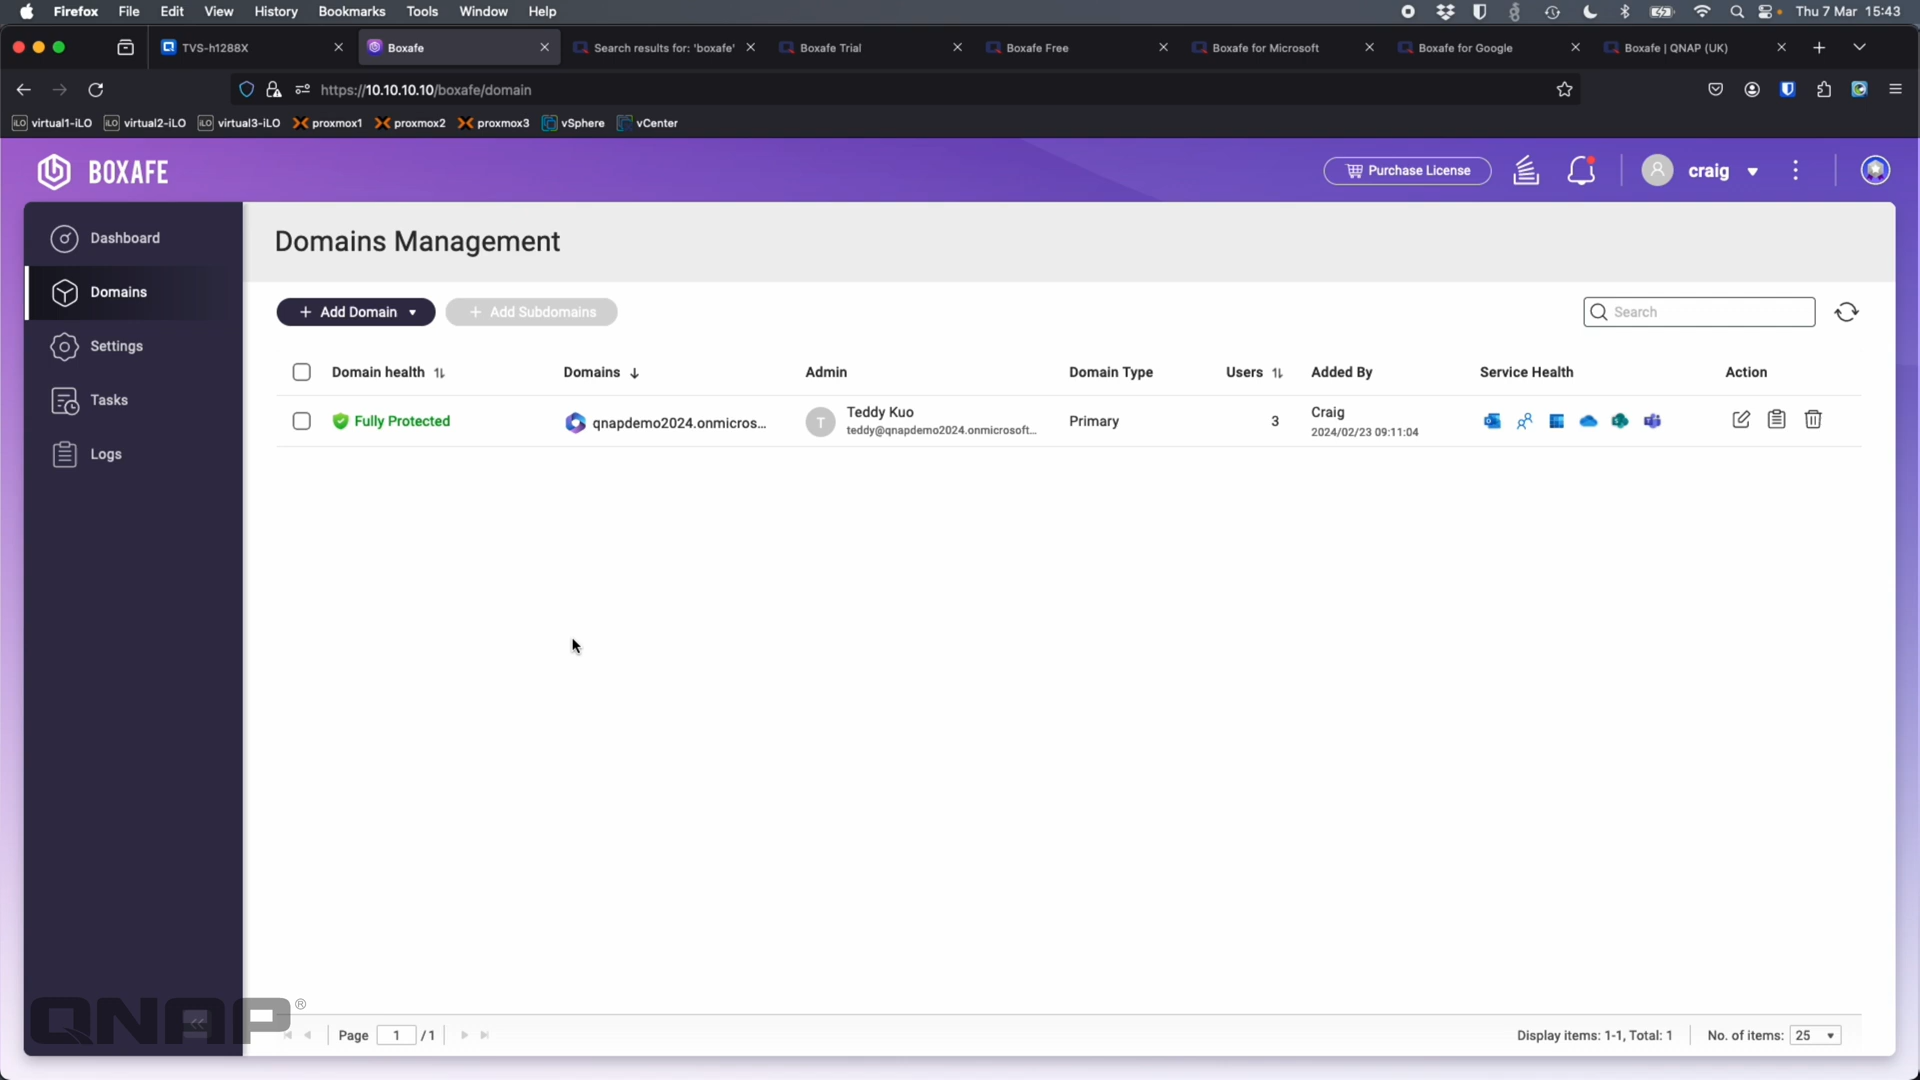 Firefox File Edit View History Bookmarks Tools Window Help Thu 7 Mar 15:43
TVS-h1288X Boxafe Search results for: 'boxafe' Boxafe Trial Boxafe Free Boxafe for Microsoft Boxafe for Google Boxafe | QNAP (UK)
https://10.10.10.10/boxafe/domain
iLO virtual1-iLO iLO virtual2-iLO iLO virtual3-iLO proxmox1 proxmox2 proxmox3 vSphere vCenter
BOXAFE Purchase License craig
Dashboard
Domains
Settings
Tasks
Logs
Domains Management
+ Add Domain + Add Subdomains Search
Domain health Domains Admin Domain Type Users Added By Service Health Action
Fully Protected qnapdemo2024.onmicros... T Teddy Kuo Primary 3 Craig
teddy@qnapdemo2024.onmicrosoft... 2024/02/23 09:11:04
QNAP®
Page 1 /1 Display items: 1-1, Total: 1 No. of items: 25